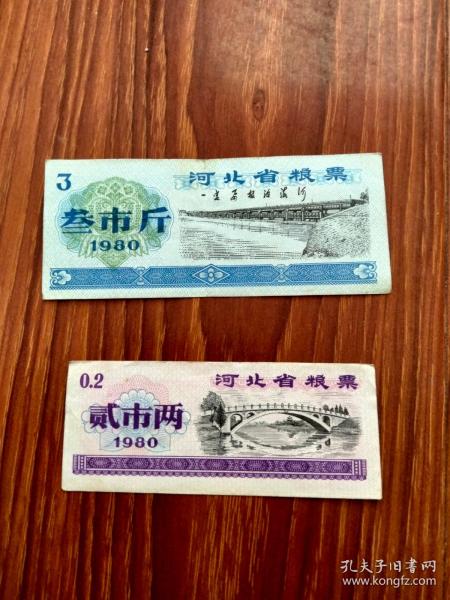 3
河北省粮票
一定要根治海河
叁市斤
1980
0.2
河北省粮票
贰市两
1980
孔夫子旧书网
www.kongfz.com